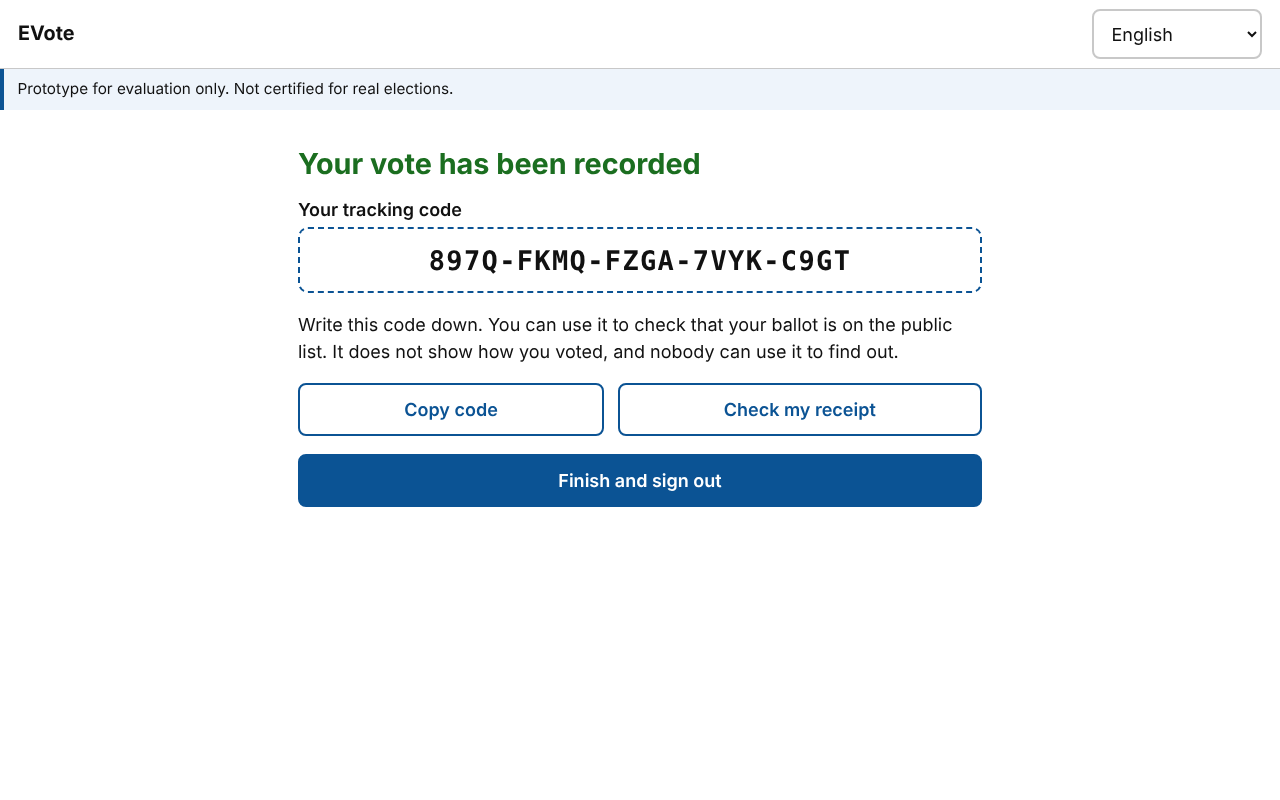 EVote
English
Prototype for evaluation only. Not certified for real elections.
Your vote has been recorded
Your tracking code
897Q-FKMQ-FZGA-7VYK-C9GT
Write this code down. You can use it to check that your ballot is on the public
list. It does not show how you voted, and nobody can use it to find out.
Copy code
Check my receipt
Finish and sign out